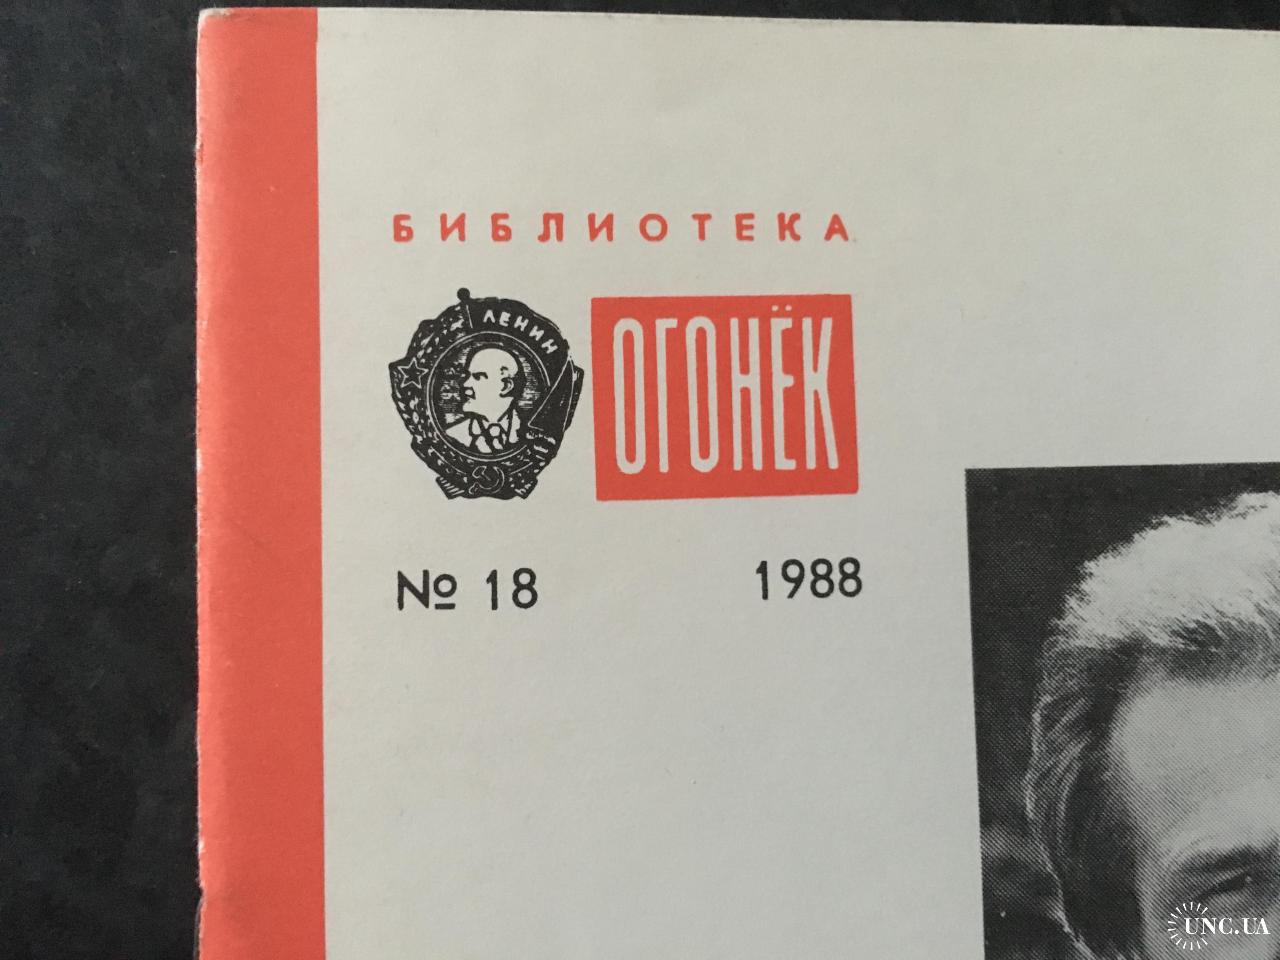 БИБЛИОТЕКА
ЛЕНИН
ОГОНЁК
№ 18 1988
UNC.UA